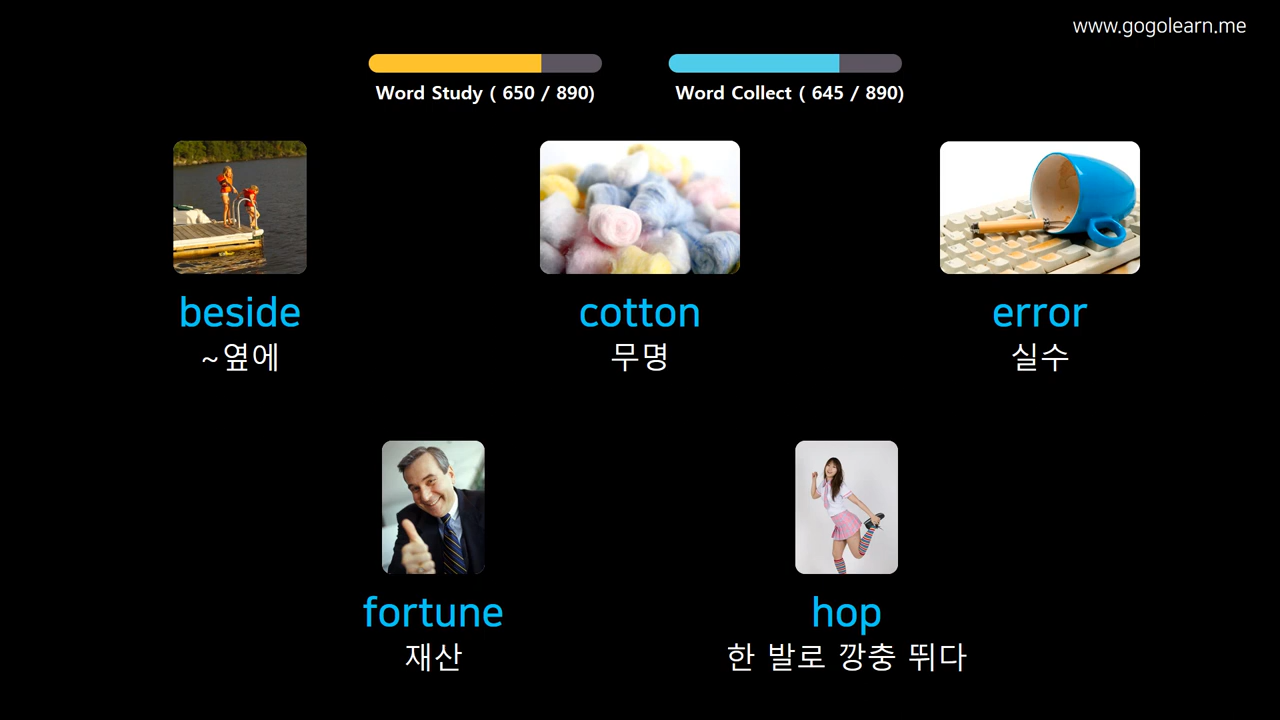 www.gogolearn.me
Word Study ( 650 / 890)
Word Collect ( 645 / 890)
beside
~옆에
cotton
무명
error
실수
fortune
재산
hop
한 발로 깡충 뛰다